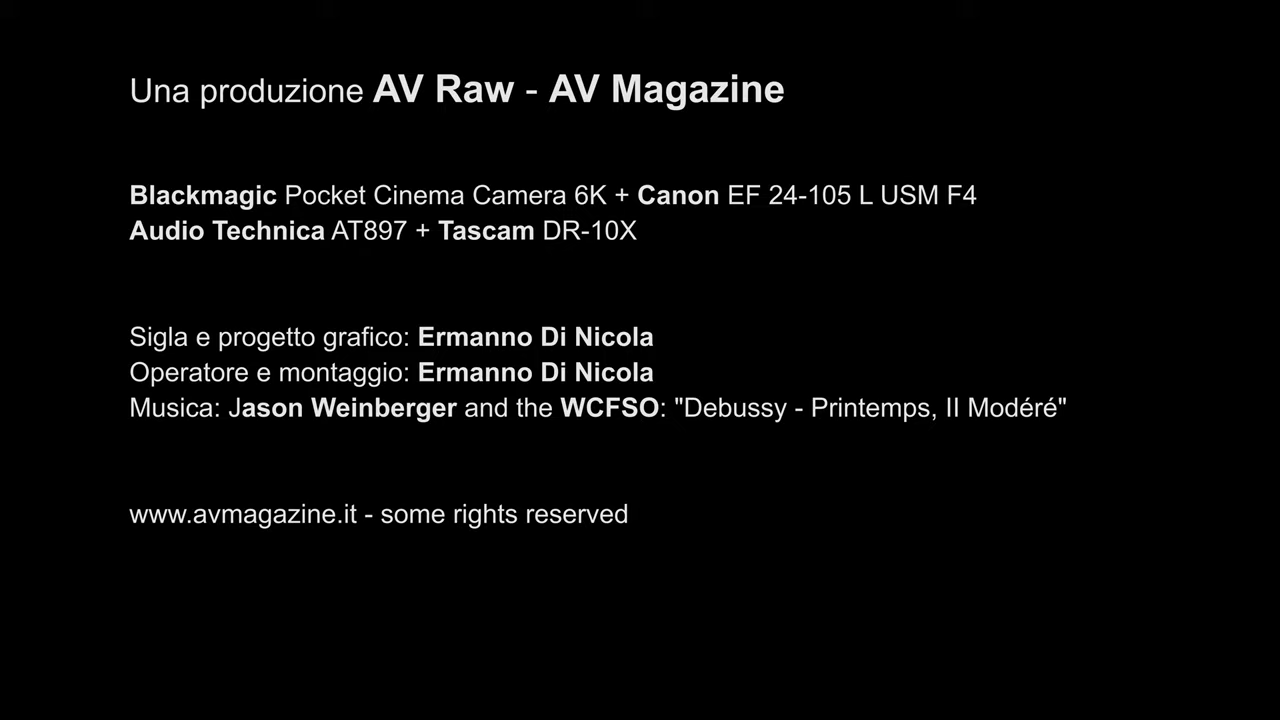 Una produzione AV Raw - AV Magazine
Blackmagic Pocket Cinema Camera 6K + Canon EF 24-105 L USM F4
Audio Technica AT897 + Tascam DR-10X
Sigla e progetto grafico: Ermanno Di Nicola
Operatore e montaggio: Ermanno Di Nicola
Musica: Jason Weinberger and the WCFSO: "Debussy - Printemps, II Modéré"
www.avmagazine.it - some rights reserved